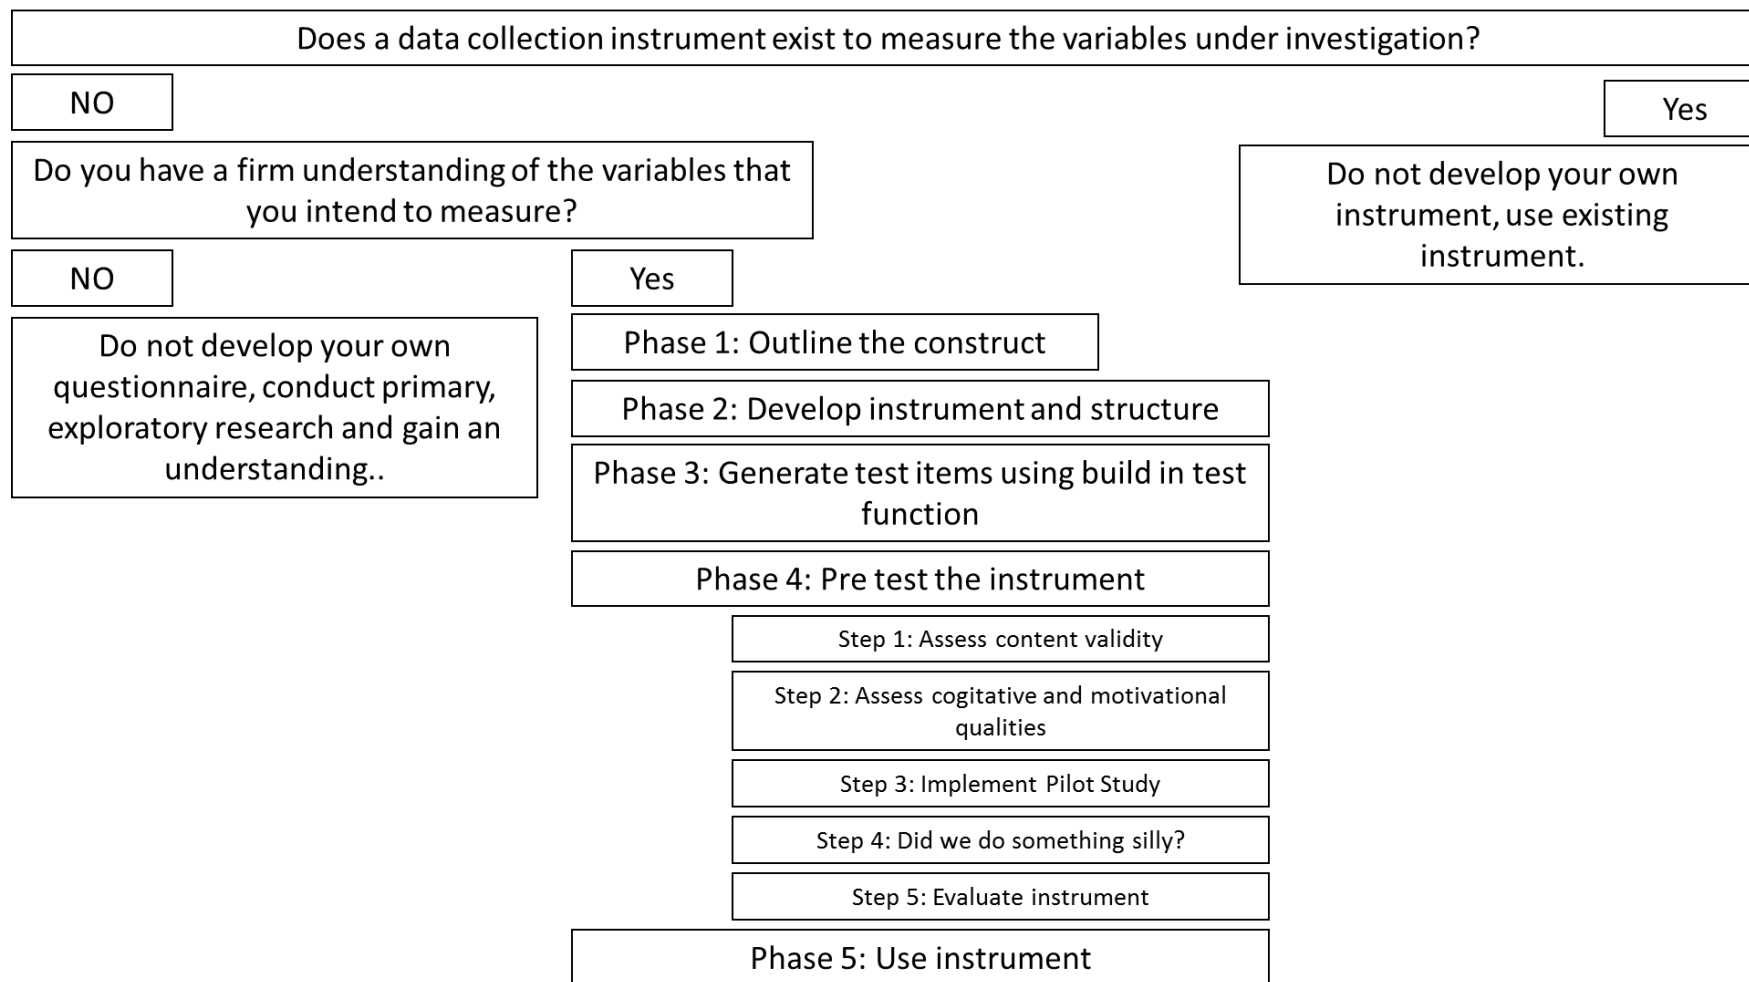 Does a data collection instrument exist to measure the variables under investigation?
NO
Yes
Do you have a firm understanding of the variables that
you intend to measure?
Do not develop your own
instrument, use existing
instrument.
NO
Yes
Do not develop your own
questionnaire, conduct primary,
exploratory research and gain an
understanding..
Phase 1: Outline the construct
Phase 2: Develop instrument and structure
Phase 3: Generate test items using build in test
function
Phase 4: Pre test the instrument
Step 1: Assess content validity
Step 2: Assess cogitative and motivational
qualities
Step 3: Implement Pilot Study
Step 4: Did we do something silly?
Step 5: Evaluate instrument
Phase 5: Use instrument